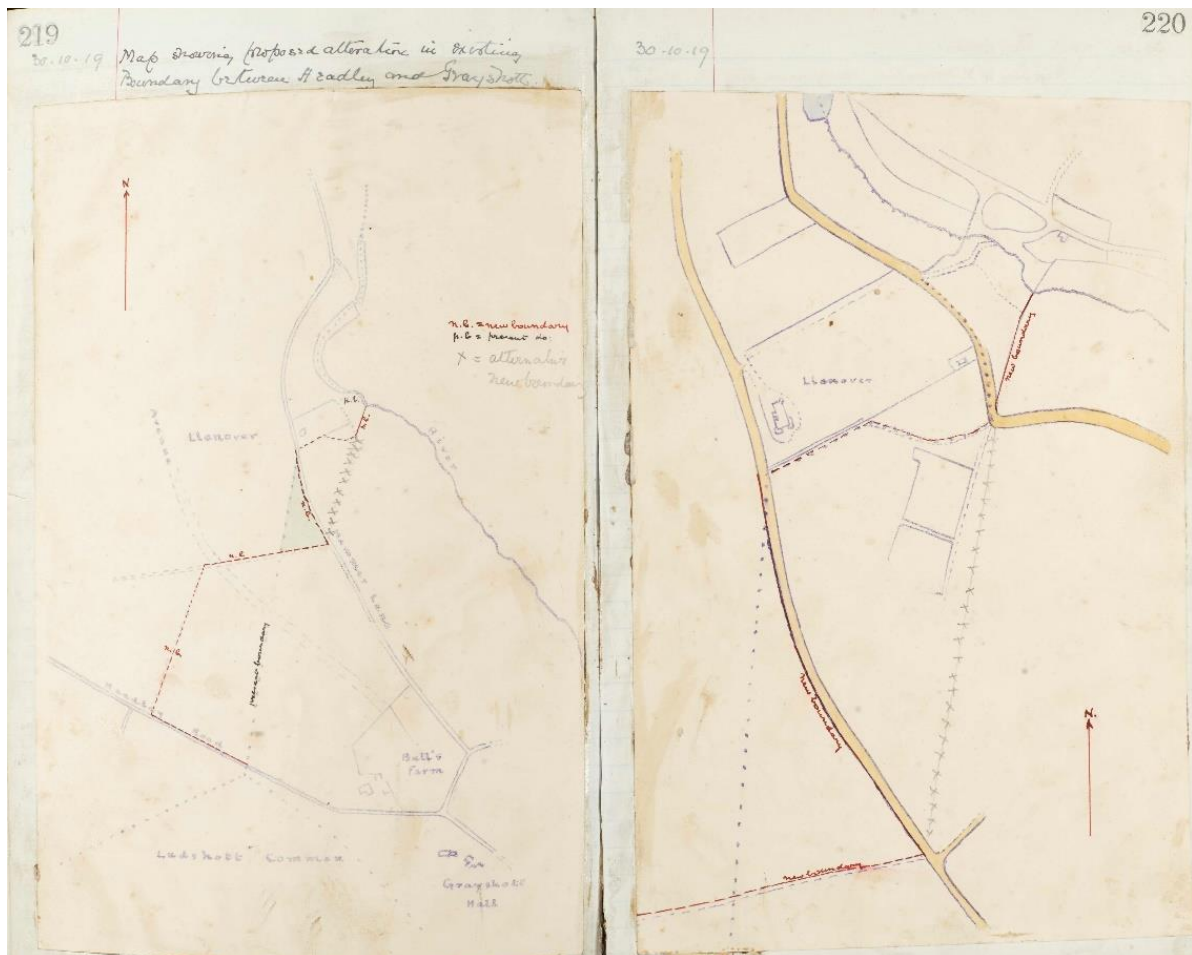 219
30.10.19 Map showing proposed alteration in existing
Boundary between Headley and Grayshott.
N.
n.b. = new boundary
p.b = present do.
x = alternative
new boundary
n.b.
n.b.
River
Llanover
n.b.
n.b.
n.b.
present boundary
Road
Bull's
Farm
Ludshott Common
Grayshott
Hall
220
30.10.19
new boundary
Llanover
new boundary
N.
new boundary